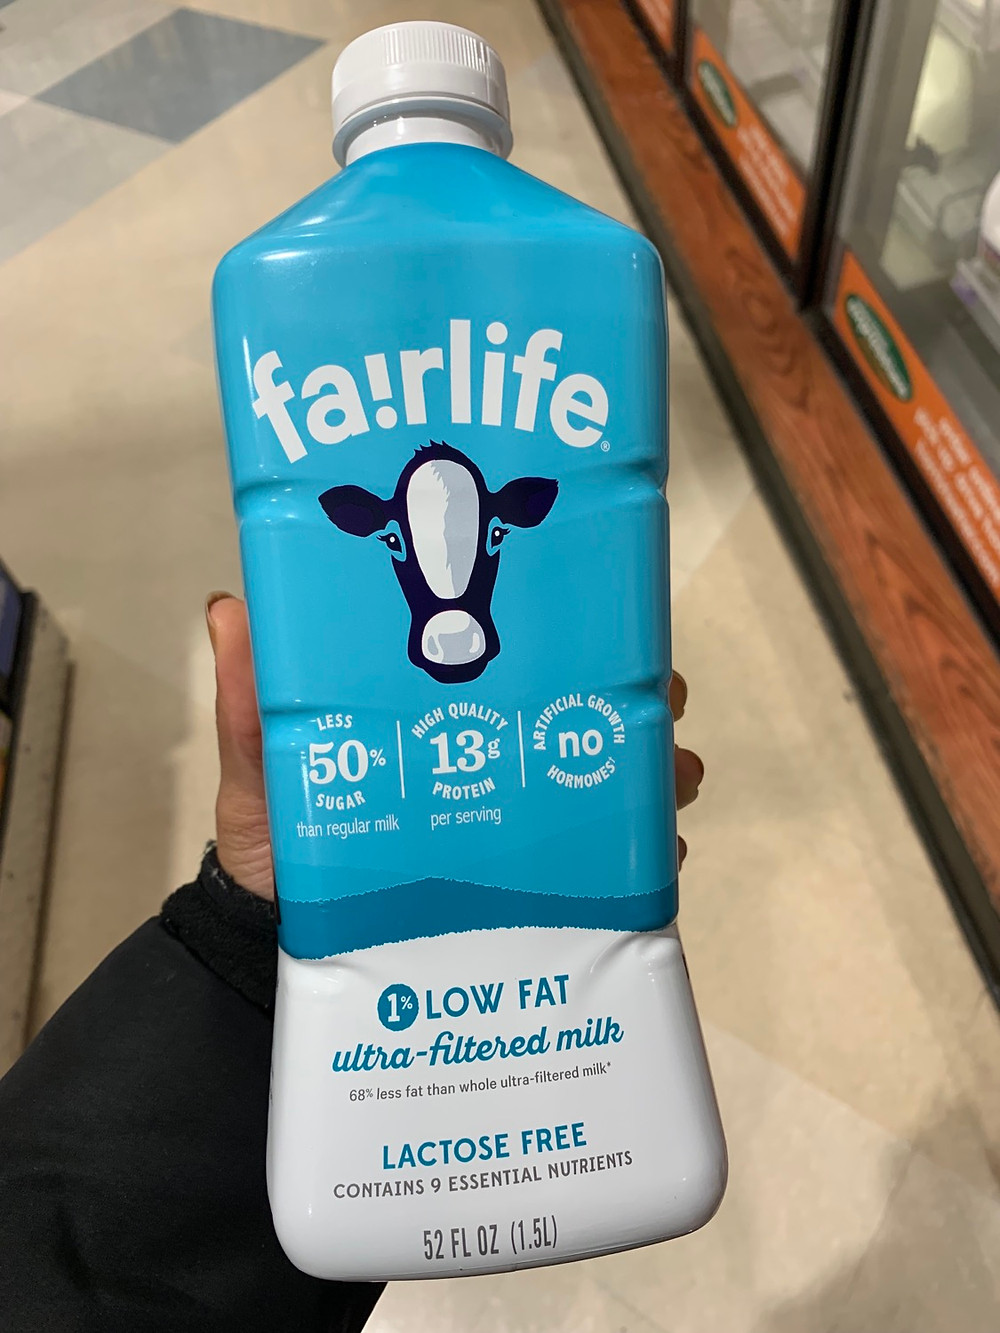 fa!rlife®
LESS
50%
SUGAR
than regular milk
HIGH QUALITY
13g
PROTEIN
per serving
ARTIFICIAL GROWTH
no
HORMONES†
1% LOW FAT
ultra-filtered milk
68% less fat than whole ultra-filtered milk*
LACTOSE FREE
CONTAINS 9 ESSENTIAL NUTRIENTS
52 FL OZ (1.5L)